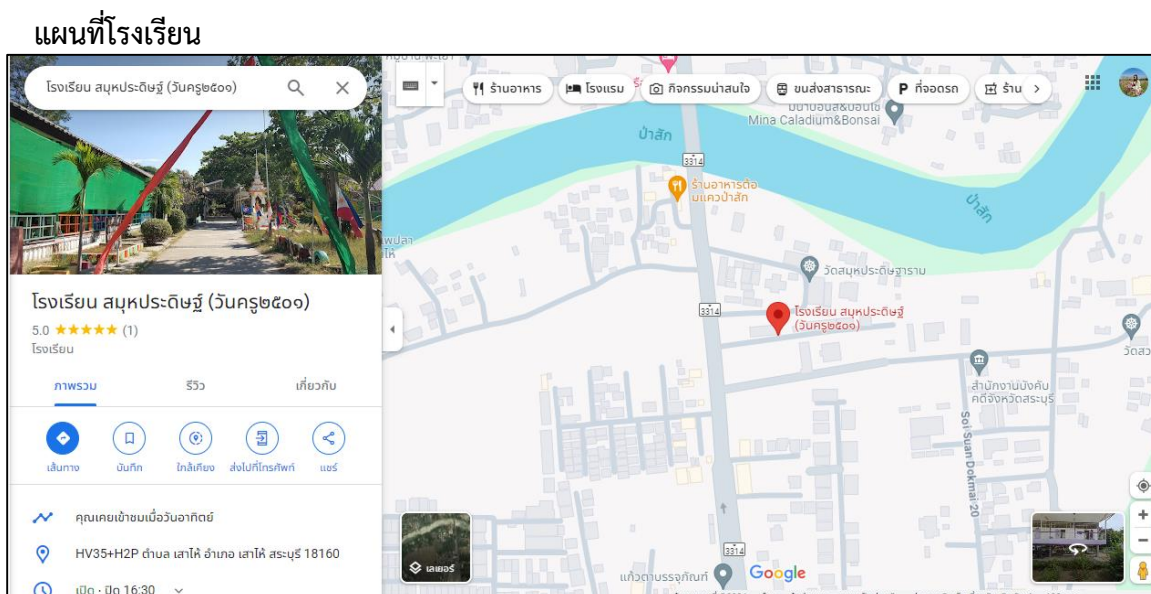 แผนที่โรงเรียน
โรงเรียน สมุหประดิษฐ์ (วันครู๒๕๐๑)
ร้านอาหาร
โรงแรม
กิจกรรมน่าสนใจ
ขนส่งสาธารณะ
P ที่จอดรถ
ร้าน
Mina Caladium&Bonsai
ป่าสัก
3314
ร้านอาหารต้อ
มแควป่าสัก
ป่าสัก
วัดสมุหประดิษฐาราม
3314
โรงเรียน สมุหประดิษฐ์
(วันครู๒๕๐๑)
สำนักงานบังคับ
คดีจังหวัดสระบุรี
Soi Suan Dokmai 20
3314
แก้วตาบรรจุภัณฑ์
Google
เลเยอร์
โรงเรียน สมุหประดิษฐ์ (วันครู๒๕๐๑)
5.0 ★★★★★ (1)
โรงเรียน
ภาพรวม
รีวิว
เกี่ยวกับ
เส้นทาง
บันทึก
ใกล้เคียง
ส่งไปที่โทรศัพท์
แชร์
คุณเคยเข้าชมเมื่อวันอาทิตย์
HV35+H2P ตำบล เสาไห้ อำเภอ เสาไห้ สระบุรี 18160
เปิด · ปิด 16:30